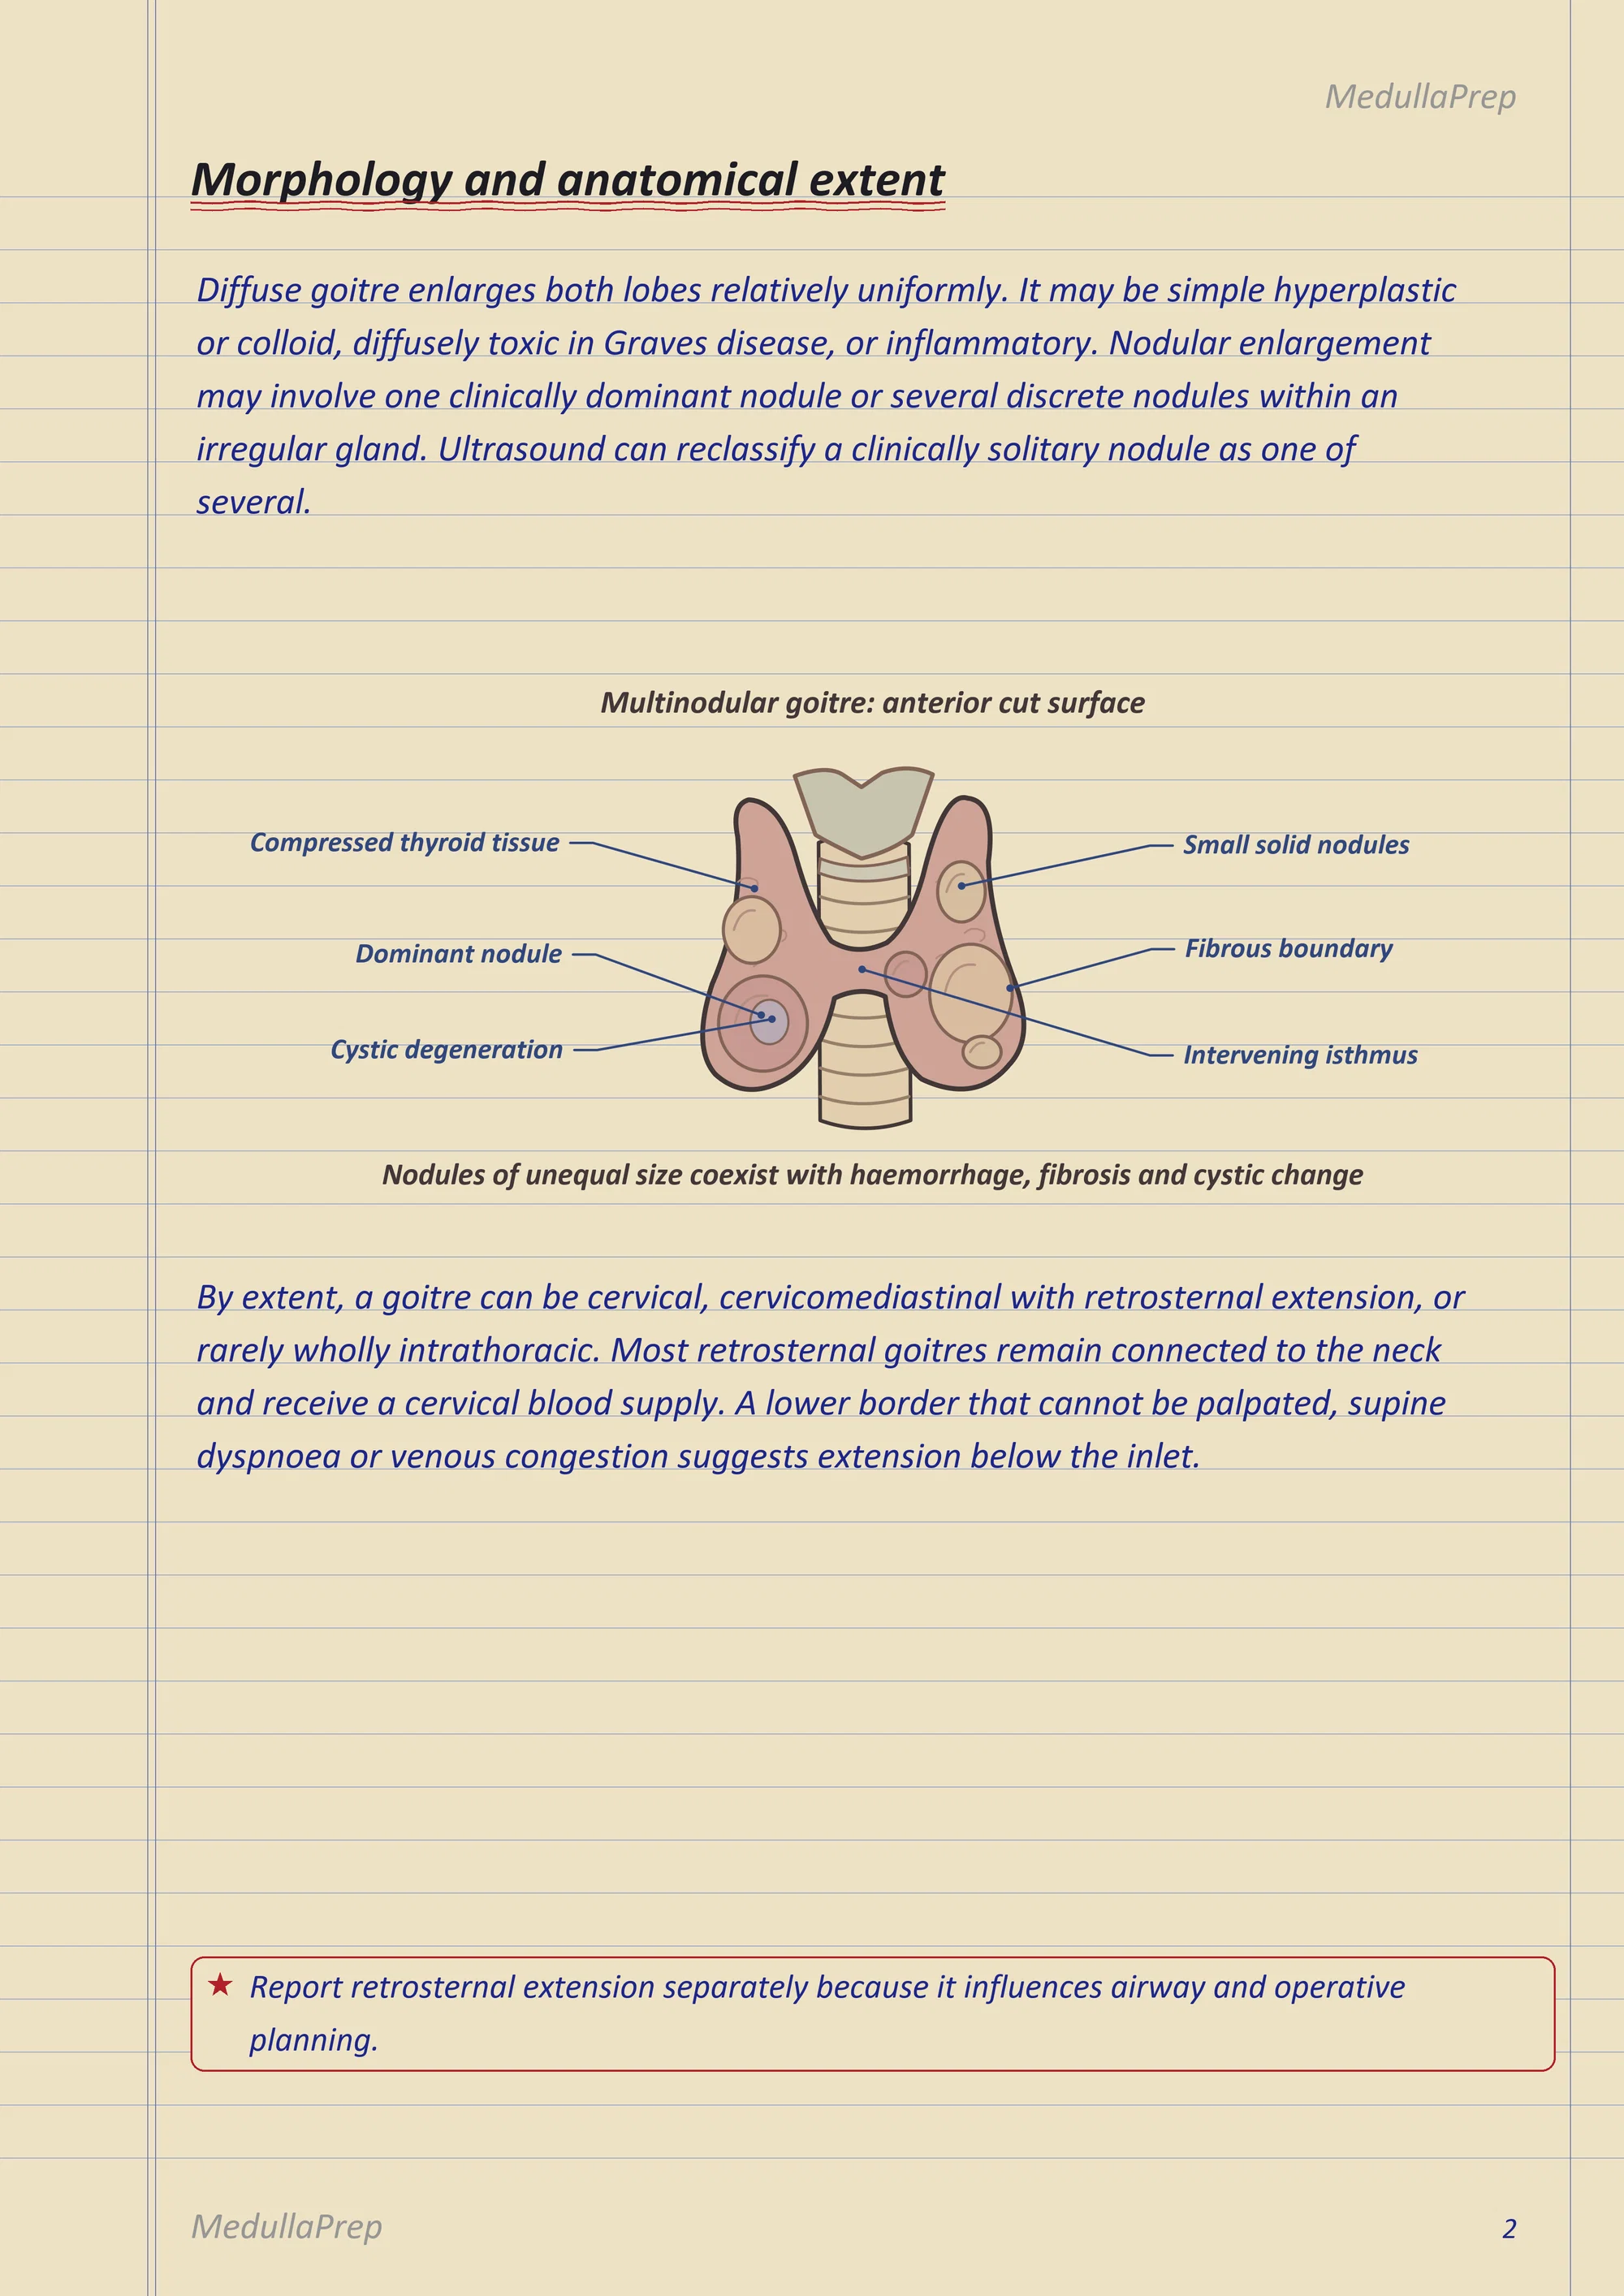 MedullaPrep
Morphology and anatomical extent
Diffuse goitre enlarges both lobes relatively uniformly. It may be simple hyperplastic
or colloid, diffusely toxic in Graves disease, or inflammatory. Nodular enlargement
may involve one clinically dominant nodule or several discrete nodules within an
irregular gland. Ultrasound can reclassify a clinically solitary nodule as one of
several.
Multinodular goitre: anterior cut surface
Compressed thyroid tissue
Small solid nodules
Dominant nodule
Fibrous boundary
Cystic degeneration
Intervening isthmus
Nodules of unequal size coexist with haemorrhage, fibrosis and cystic change
By extent, a goitre can be cervical, cervicomediastinal with retrosternal extension, or
rarely wholly intrathoracic. Most retrosternal goitres remain connected to the neck
and receive a cervical blood supply. A lower border that cannot be palpated, supine
dyspnoea or venous congestion suggests extension below the inlet.
★ Report retrosternal extension separately because it influences airway and operative
planning.
MedullaPrep
2